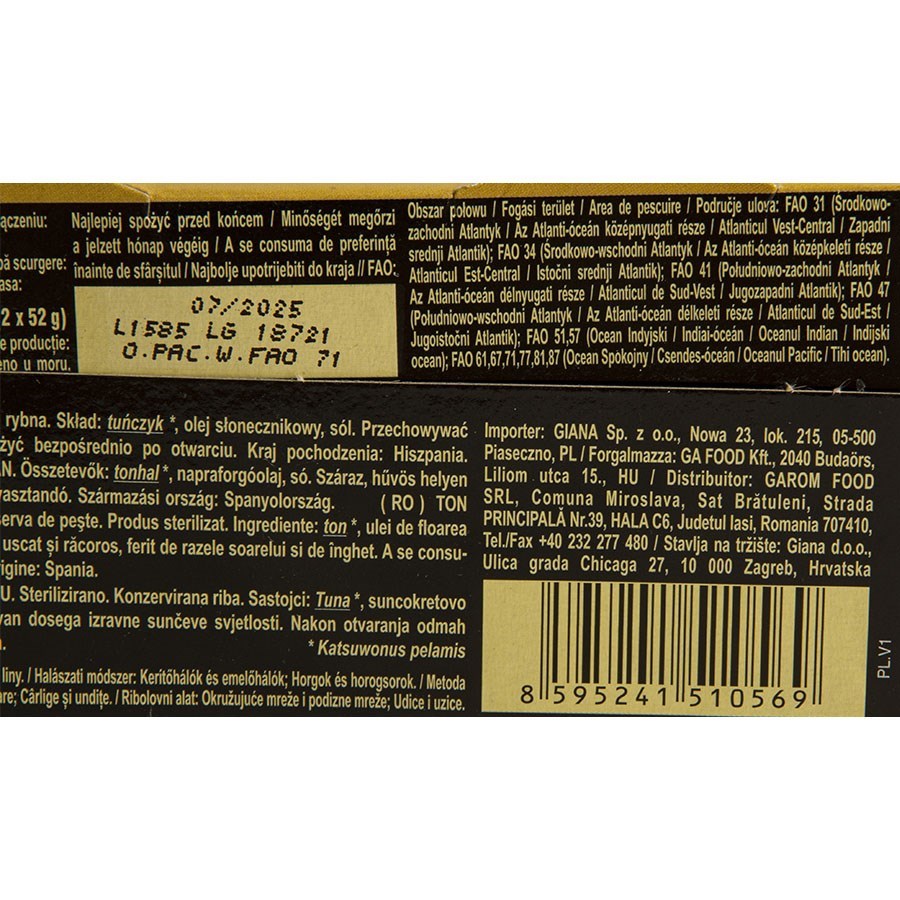 ączeniu:
pă scurgere:
asa:
2 x 52 g)
e producție:
eno u moru.
Najlepiej spożyć przed końcem / Minőségét megőrzi
a jelzett hónap végéig / A se consuma de preferință
înainte de sfârșitul / Najbolje upotrijebiti do kraja // FAO:
07/2025
L1585 LG 18721
O.PAC.W.FAO 71
Obszar połowu / Fogási terület / Area de pescuire / Područje ulova: FAO 31 (Środkowo-
zachodni Atlantyk / Az Atlanti-óceán középnyugati része / Atlanticul Vest-Central / Zapadni
srednji Atlantik); FAO 34 (Środkowo-wschodni Atlantyk / Az Atlanti-óceán középkeleti része /
Atlanticul Est-Central / Istočni srednji Atlantik); FAO 41 (Południowo-zachodni Atlantyk /
Az Atlanti-óceán délnyugati része / Atlanticul de Sud-Vest / Jugozapadni Atlantik); FAO 47
(Południowo-wschodni Atlantyk / Az Atlanti-óceán délkeleti része / Atlanticul de Sud-Est /
Jugoistočni Atlantik); FAO 51,57 (Ocean Indyjski / Indiai-óceán / Oceanul Indian / Indijski
ocean); FAO 61,67,71,77,81,87 (Ocean Spokojny / Csendes-óceán / Oceanul Pacific / Tihi ocean).
rybna. Skład: tuńczyk *, olej słonecznikowy, sól. Przechowywać
żyć bezpośrednio po otwarciu. Kraj pochodzenia: Hiszpania.
N. Összetevők: tonhal *, napraforgóolaj, só. Száraz, hűvös helyen
yasztandó. Származási ország: Spanyolország. (RO) TON
serva de pește. Produs sterilizat. Ingrediente: ton *, ulei de floarea
uscat și răcoros, ferit de razele soarelui si de îngheț. A se consu-
rigine: Spania.
U. Sterilizirano. Konzervirana riba. Sastojci: Tuna *, suncokretovo
van dosega izravne sunčeve svjetlosti. Nakon otvaranja odmah
* Katsuwonus pelamis
liny. / Halászati módszer: Kerítőhálók és emelőhálók; Horgok és horogsorok. / Metoda
are; Cârlige și undițe. / Ribolovni alat: Okružujuće mreže i podizne mreže; Udice i uzice.
Importer: GIANA Sp. z o.o., Nowa 23, lok. 215, 05-500
Piaseczno, PL / Forgalmazza: GA FOOD Kft., 2040 Budaörs,
Liliom utca 15., HU / Distribuitor: GAROM FOOD
SRL, Comuna Miroslava, Sat Brătuleni, Strada
PRINCIPALĂ Nr.39, HALA C6, Judetul Iasi, Romania 707410,
Tel./Fax +40 232 277 480 / Stavlja na tržište: Giana d.o.o.,
Ulica grada Chicaga 27, 10 000 Zagreb, Hrvatska
8 595241 510569
PL.V1